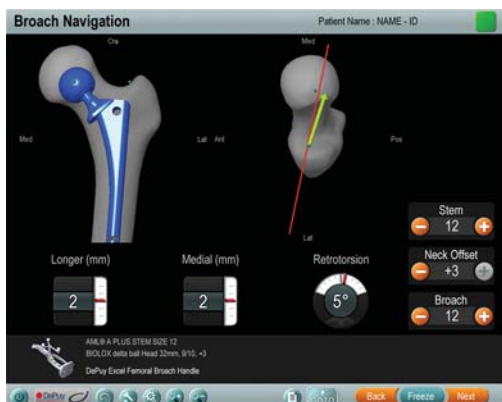 Broach Navigation
Patient Name : NAME - ID
Cra
Med
Med
Lat
Ant
Pos
Lat
Stem
12
Neck Offset
+3
Broach
12
Longer (mm)
Medial (mm)
Retrotorsion
2
2
5°
AML® A PLUS STEM SIZE 12
BIOLOX delta ball Head 32mm, 9/10, +3
DePuy Excel Femoral Broach Handle
DePuy
Back
Freeze
Next